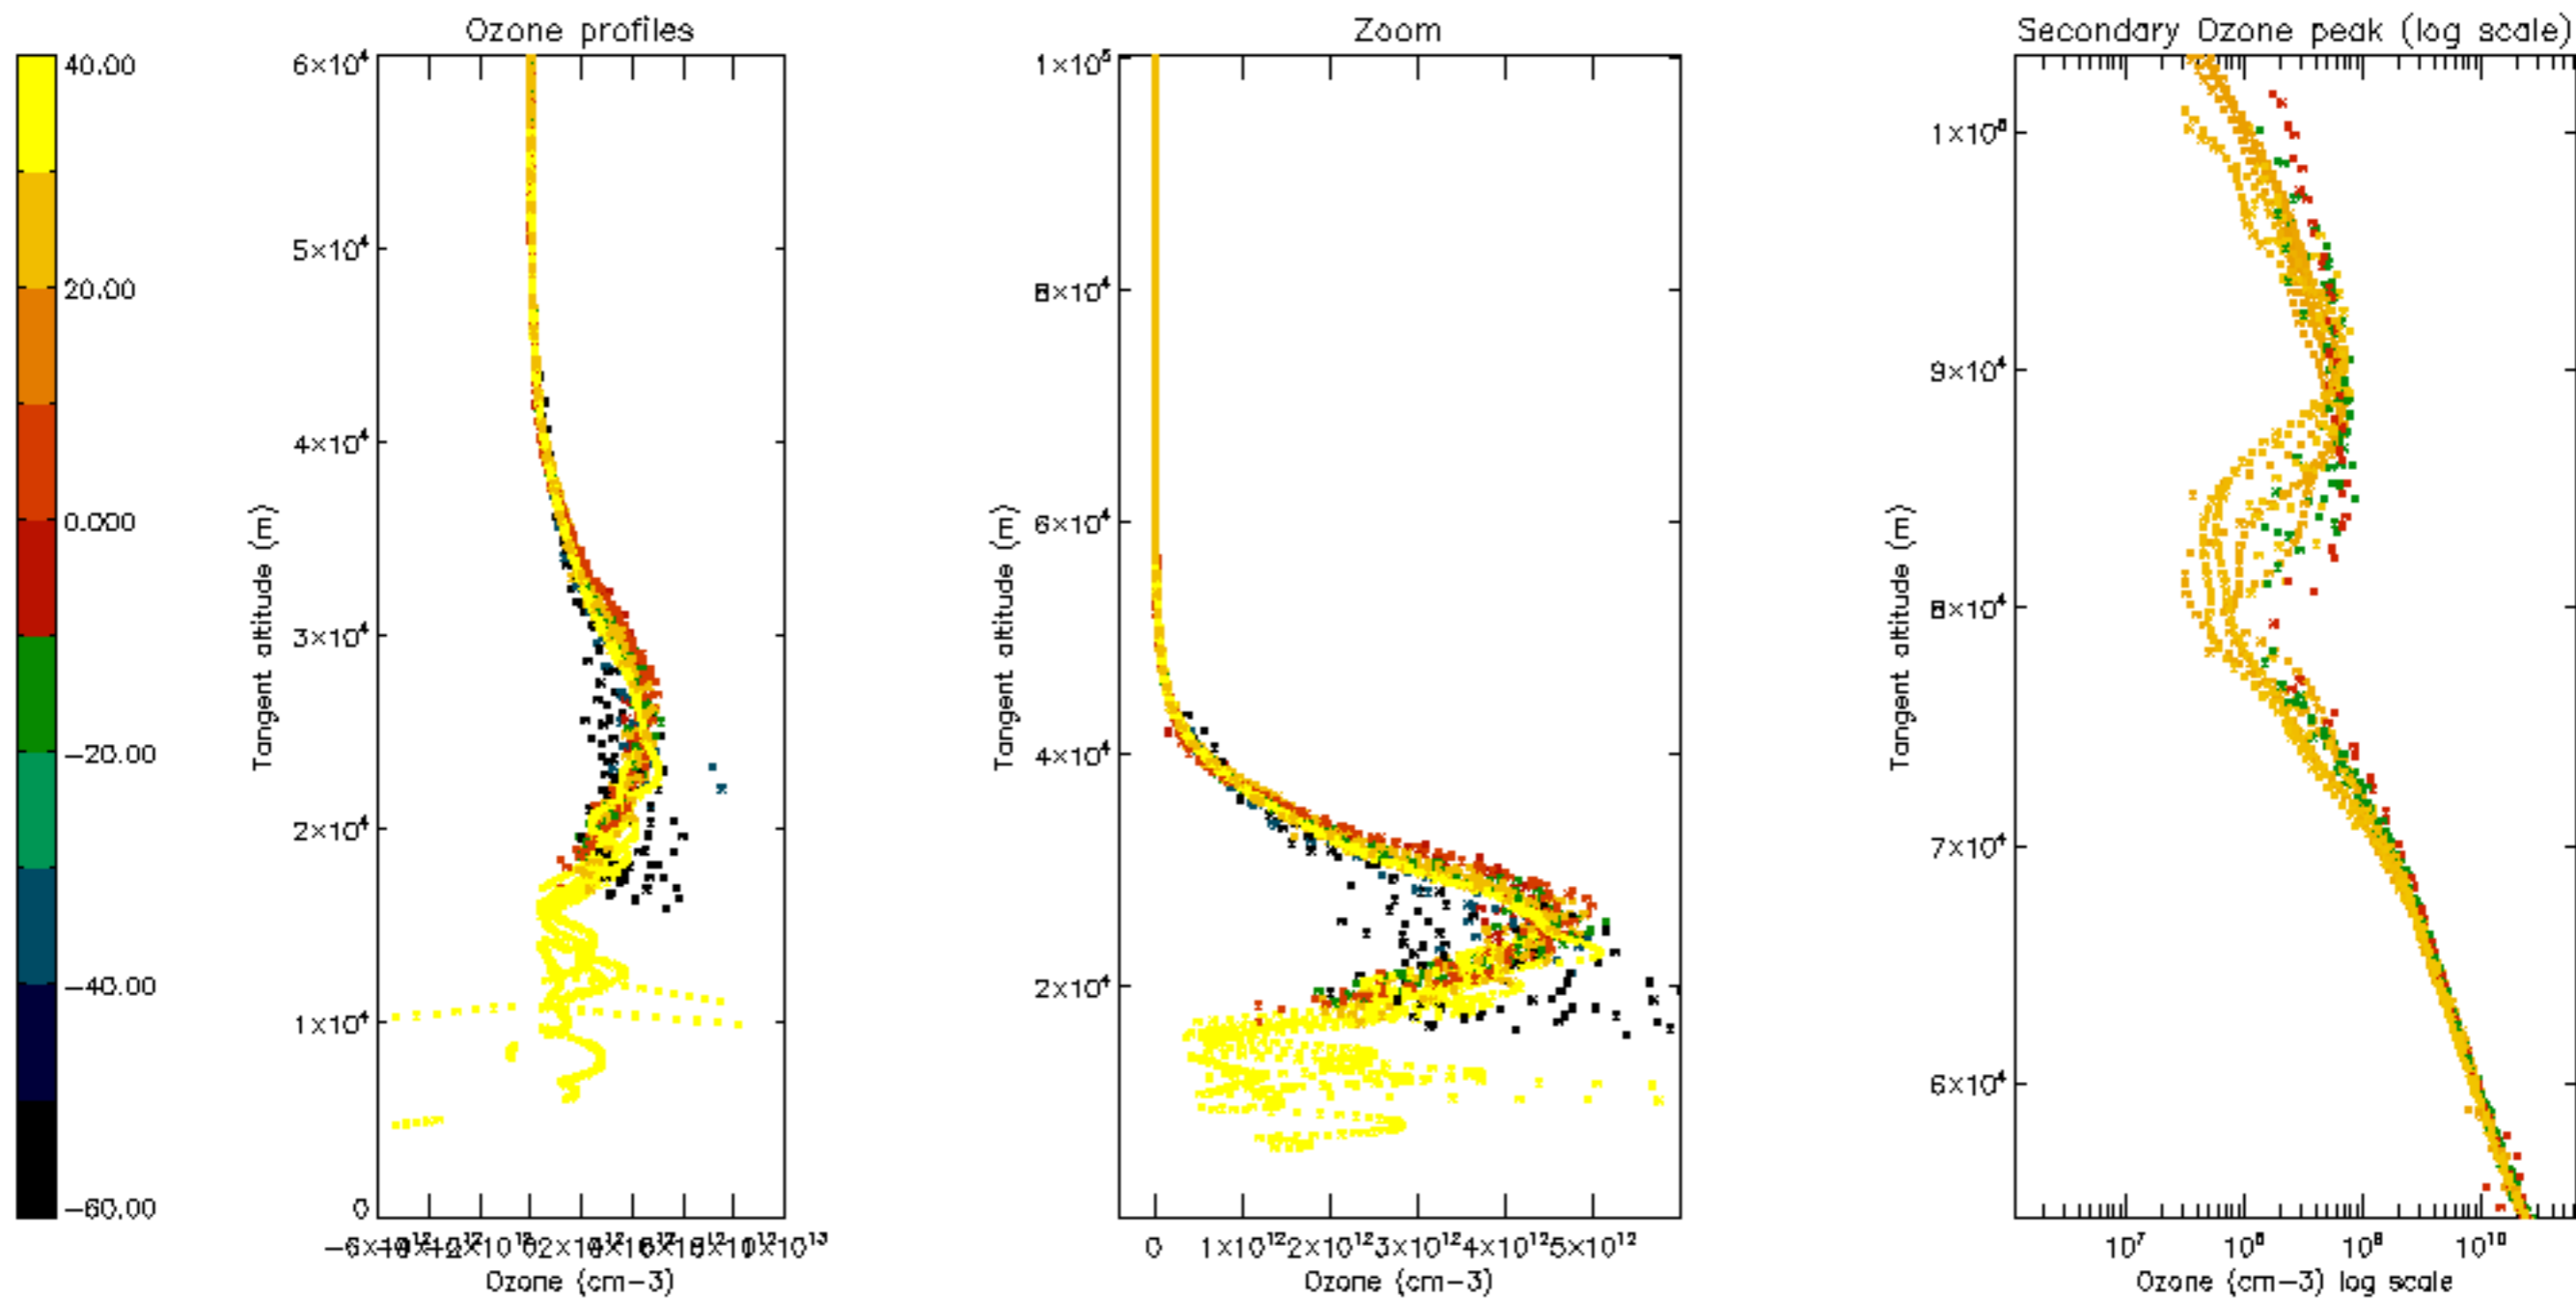 Ozone profiles
Zoom
Secondary Ozone peak (log scale)
40.00
20.00
0.000
−20.00
−40.00
−60.00
6×10⁴
5×10⁴
4×10⁴
3×10⁴
2×10⁴
1×10⁴
0
Tangent altitude (m)
Ozone (cm−3)
1×10⁵
8×10⁴
6×10⁴
4×10⁴
2×10⁴
Tangent altitude (m)
0 1×10¹² 2×10¹² 3×10¹² 4×10¹² 5×10¹²
Ozone (cm−3)
9×10⁴
8×10⁴
7×10⁴
6×10⁴
Tangent altitude (m)
10⁷ 10⁸ 10⁹ 10¹⁰
Ozone (cm−3) log scale